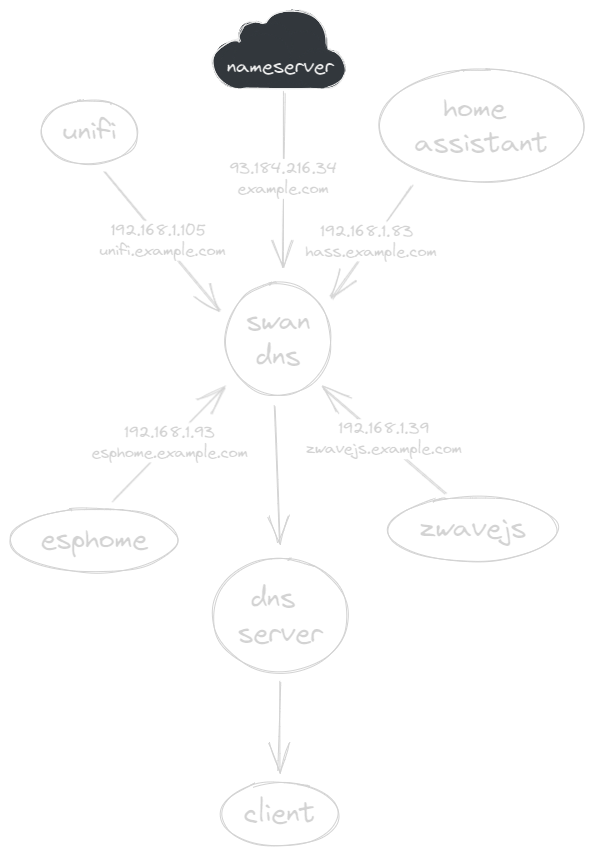 nameserver
unifi
home
assistant
93.184.216.34
example.com
192.168.1.105
unifi.example.com
192.168.1.83
hass.example.com
swan
dns
192.168.1.93
esphome.example.com
192.168.1.39
zwavejs.example.com
esphome
zwavejs
dns
server
client